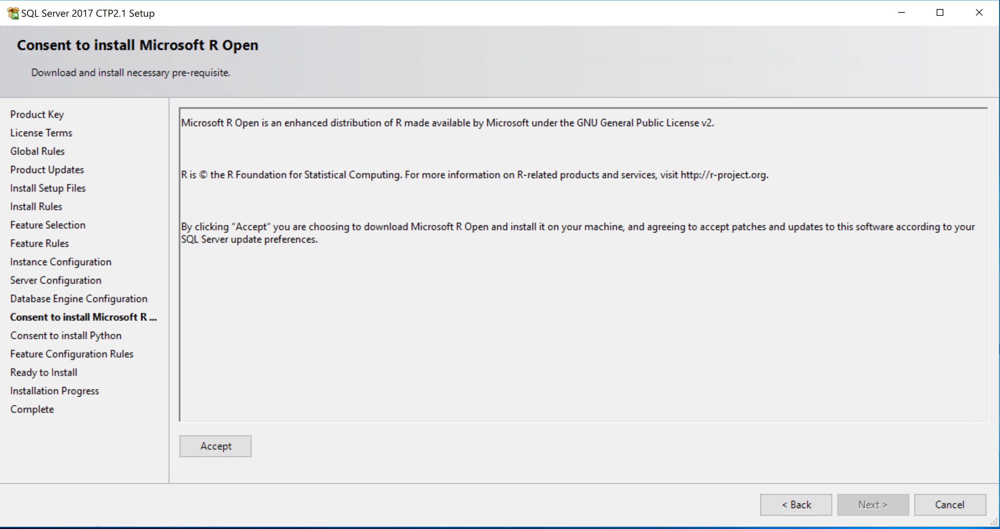 SQL Server 2017 CTP2.1 Setup
Consent to install Microsoft R Open
Download and install necessary pre-requisite.
Product Key
License Terms
Global Rules
Product Updates
Install Setup Files
Install Rules
Feature Selection
Feature Rules
Instance Configuration
Server Configuration
Database Engine Configuration
Consent to install Microsoft R ...
Consent to install Python
Feature Configuration Rules
Ready to Install
Installation Progress
Complete
Microsoft R Open is an enhanced distribution of R made available by Microsoft under the GNU General Public License v2.
R is © the R Foundation for Statistical Computing. For more information on R-related products and services, visit http://r-project.org.
By clicking “Accept” you are choosing to download Microsoft R Open and install it on your machine, and agreeing to accept patches and updates to this software according to your
SQL Server update preferences.
Accept
< Back
Next >
Cancel